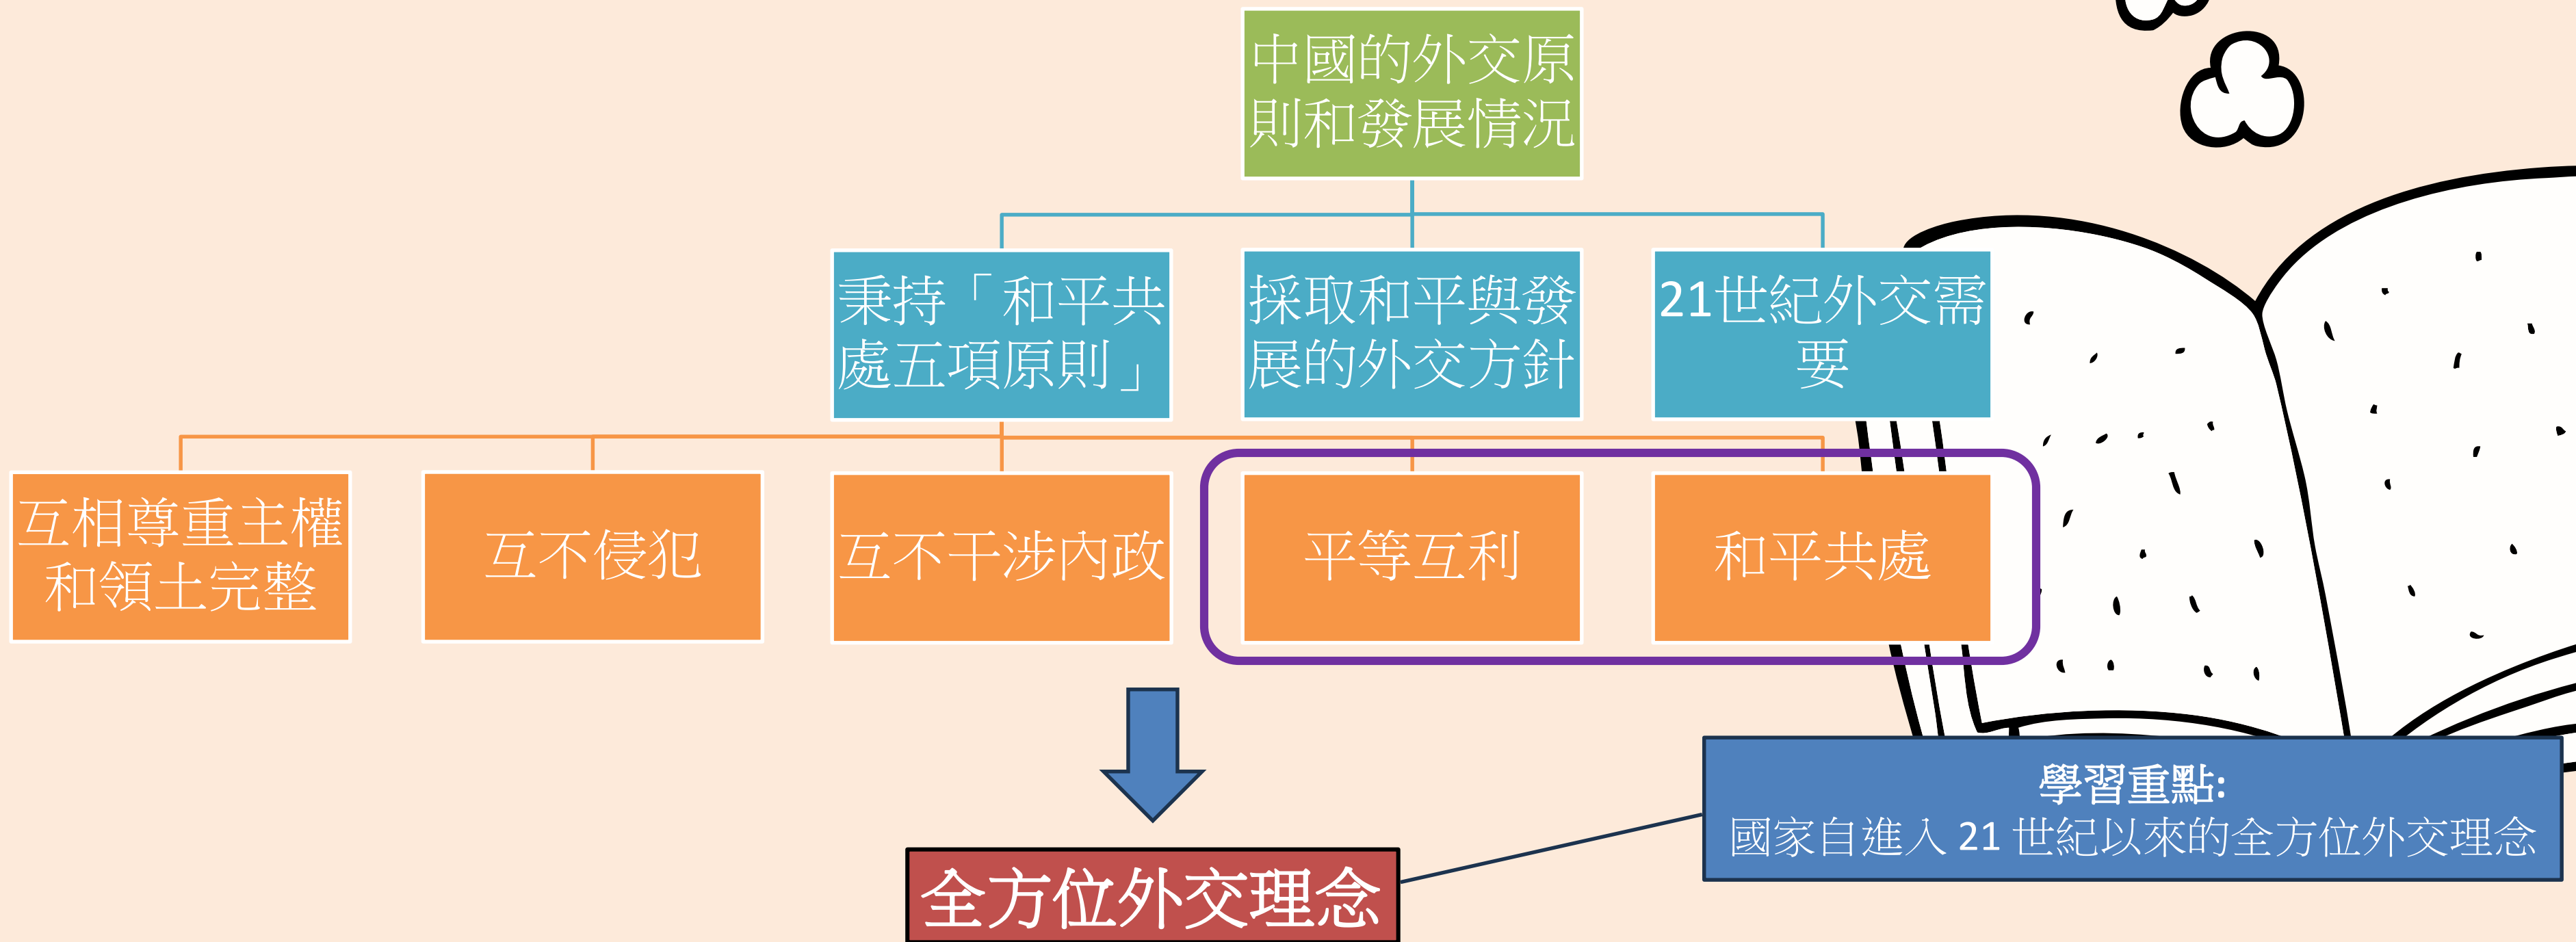 中國的外交原
則和發展情況
秉持「和平共
處五項原則」
採取和平與發
展的外交方針
21世紀外交需
要
互相尊重主權
和領土完整
互不侵犯
互不干涉內政
平等互利
和平共處
學習重點:
國家自進入 21 世紀以來的全方位外交理念
全方位外交理念